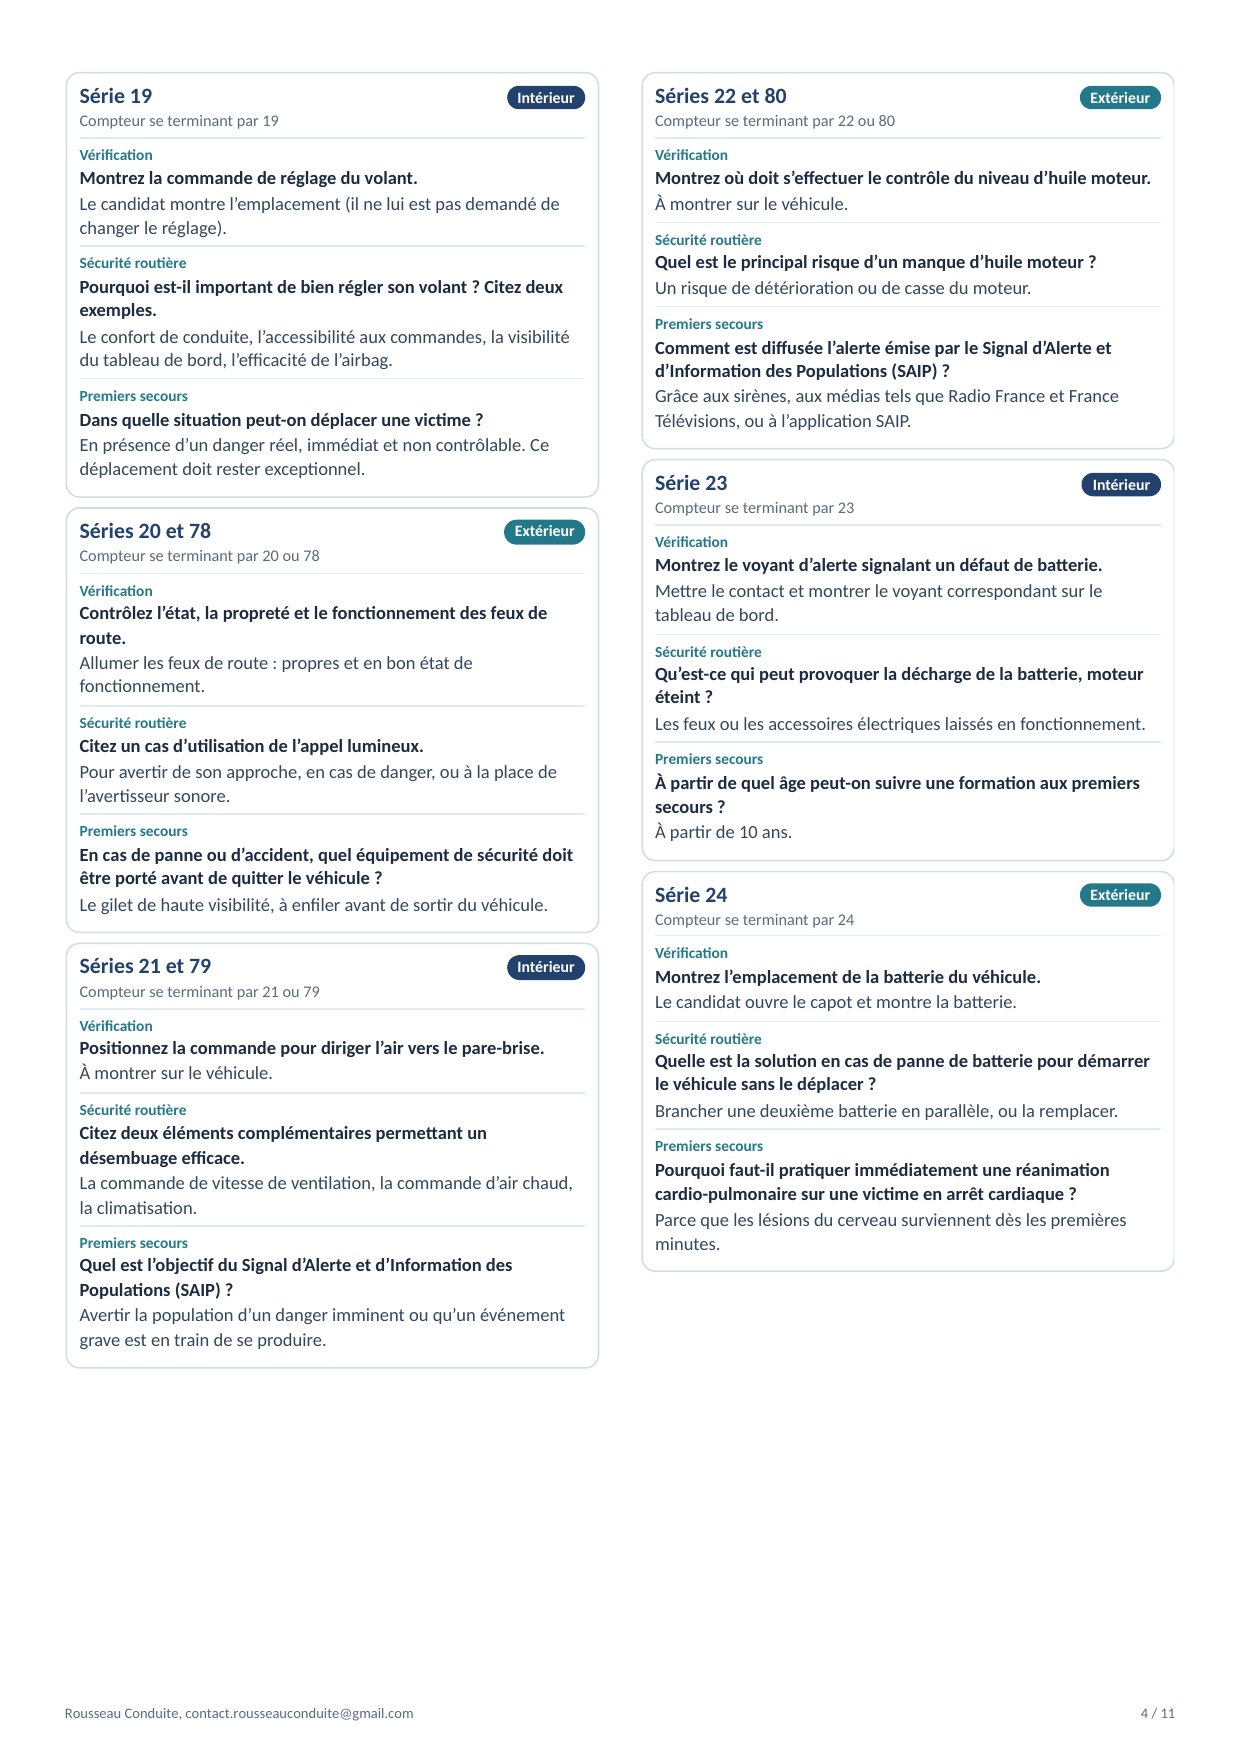 Série 19
Intérieur
Compteur se terminant par 19
Vérification
Montrez la commande de réglage du volant.
Le candidat montre l’emplacement (il ne lui est pas demandé de
changer le réglage).
Sécurité routière
Pourquoi est-il important de bien régler son volant ? Citez deux
exemples.
Le confort de conduite, l’accessibilité aux commandes, la visibilité
du tableau de bord, l’efficacité de l’airbag.
Premiers secours
Dans quelle situation peut-on déplacer une victime ?
En présence d’un danger réel, immédiat et non contrôlable. Ce
déplacement doit rester exceptionnel.
Séries 20 et 78
Extérieur
Compteur se terminant par 20 ou 78
Vérification
Contrôlez l’état, la propreté et le fonctionnement des feux de
route.
Allumer les feux de route : propres et en bon état de
fonctionnement.
Sécurité routière
Citez un cas d’utilisation de l’appel lumineux.
Pour avertir de son approche, en cas de danger, ou à la place de
l’avertisseur sonore.
Premiers secours
En cas de panne ou d’accident, quel équipement de sécurité doit
être porté avant de quitter le véhicule ?
Le gilet de haute visibilité, à enfiler avant de sortir du véhicule.
Séries 21 et 79
Intérieur
Compteur se terminant par 21 ou 79
Vérification
Positionnez la commande pour diriger l’air vers le pare-brise.
À montrer sur le véhicule.
Sécurité routière
Citez deux éléments complémentaires permettant un
désembuage efficace.
La commande de vitesse de ventilation, la commande d’air chaud,
la climatisation.
Premiers secours
Quel est l’objectif du Signal d’Alerte et d’Information des
Populations (SAIP) ?
Avertir la population d’un danger imminent ou qu’un événement
grave est en train de se produire.
Séries 22 et 80
Extérieur
Compteur se terminant par 22 ou 80
Vérification
Montrez où doit s’effectuer le contrôle du niveau d’huile moteur.
À montrer sur le véhicule.
Sécurité routière
Quel est le principal risque d’un manque d’huile moteur ?
Un risque de détérioration ou de casse du moteur.
Premiers secours
Comment est diffusée l’alerte émise par le Signal d’Alerte et
d’Information des Populations (SAIP) ?
Grâce aux sirènes, aux médias tels que Radio France et France
Télévisions, ou à l’application SAIP.
Série 23
Intérieur
Compteur se terminant par 23
Vérification
Montrez le voyant d’alerte signalant un défaut de batterie.
Mettre le contact et montrer le voyant correspondant sur le
tableau de bord.
Sécurité routière
Qu’est-ce qui peut provoquer la décharge de la batterie, moteur
éteint ?
Les feux ou les accessoires électriques laissés en fonctionnement.
Premiers secours
À partir de quel âge peut-on suivre une formation aux premiers
secours ?
À partir de 10 ans.
Série 24
Extérieur
Compteur se terminant par 24
Vérification
Montrez l’emplacement de la batterie du véhicule.
Le candidat ouvre le capot et montre la batterie.
Sécurité routière
Quelle est la solution en cas de panne de batterie pour démarrer
le véhicule sans le déplacer ?
Brancher une deuxième batterie en parallèle, ou la remplacer.
Premiers secours
Pourquoi faut-il pratiquer immédiatement une réanimation
cardio-pulmonaire sur une victime en arrêt cardiaque ?
Parce que les lésions du cerveau surviennent dès les premières
minutes.
Rousseau Conduite, contact.rousseauconduite@gmail.com
4 / 11